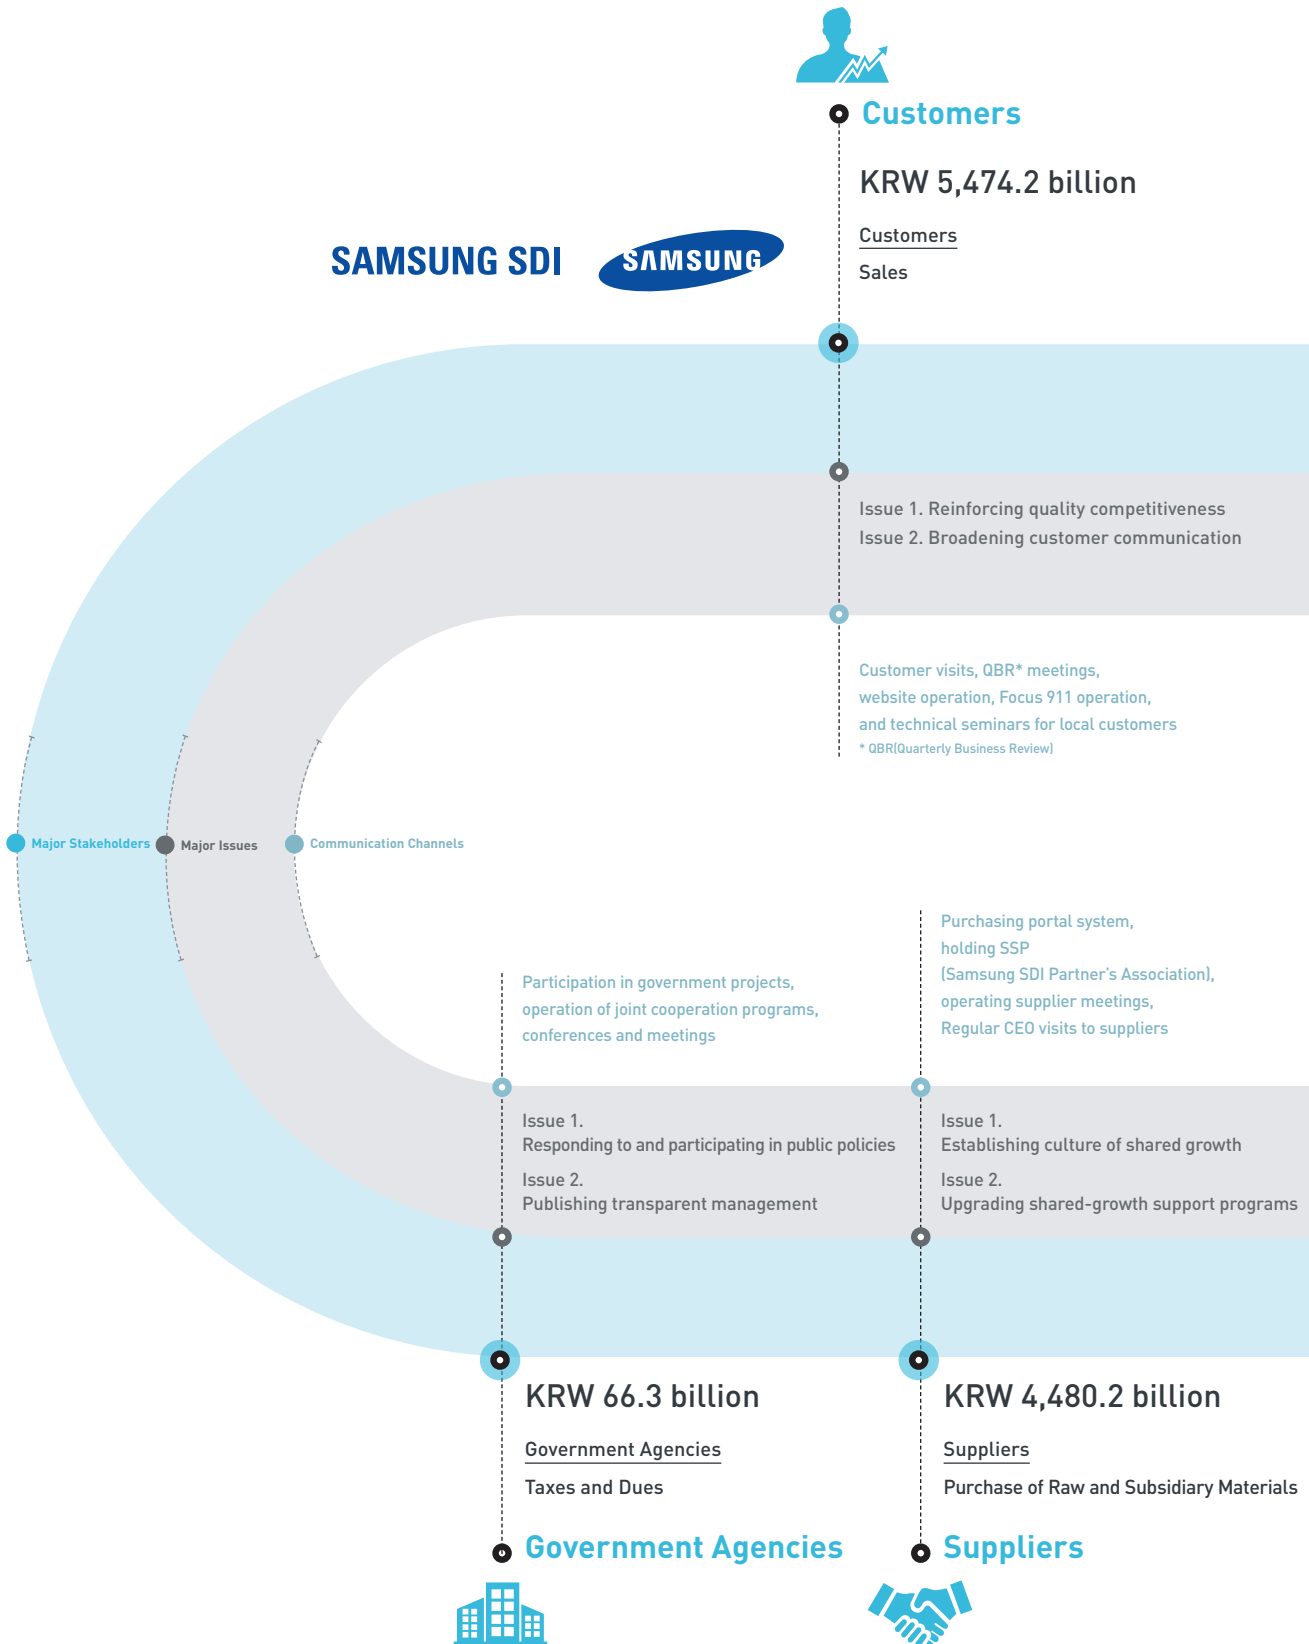 Customers
KRW 5,474.2 billion
Customers
Sales
SAMSUNG SDI
SAMSUNG
Issue 1. Reinforcing quality competitiveness
Issue 2. Broadening customer communication
Customer visits, QBR* meetings,
website operation, Focus 911 operation,
and technical seminars for local customers
* QBR(Quarterly Business Review)
Major Stakeholders
Major Issues
Communication Channels
Participation in government projects,
operation of joint cooperation programs,
conferences and meetings
Issue 1.
Responding to and participating in public policies
Issue 2.
Publishing transparent management
KRW 66.3 billion
Government Agencies
Taxes and Dues
Government Agencies
Purchasing portal system,
holding SSP
(Samsung SDI Partner's Association),
operating supplier meetings,
Regular CEO visits to suppliers
Issue 1.
Establishing culture of shared growth
Issue 2.
Upgrading shared-growth support programs
KRW 4,480.2 billion
Suppliers
Purchase of Raw and Subsidiary Materials
Suppliers